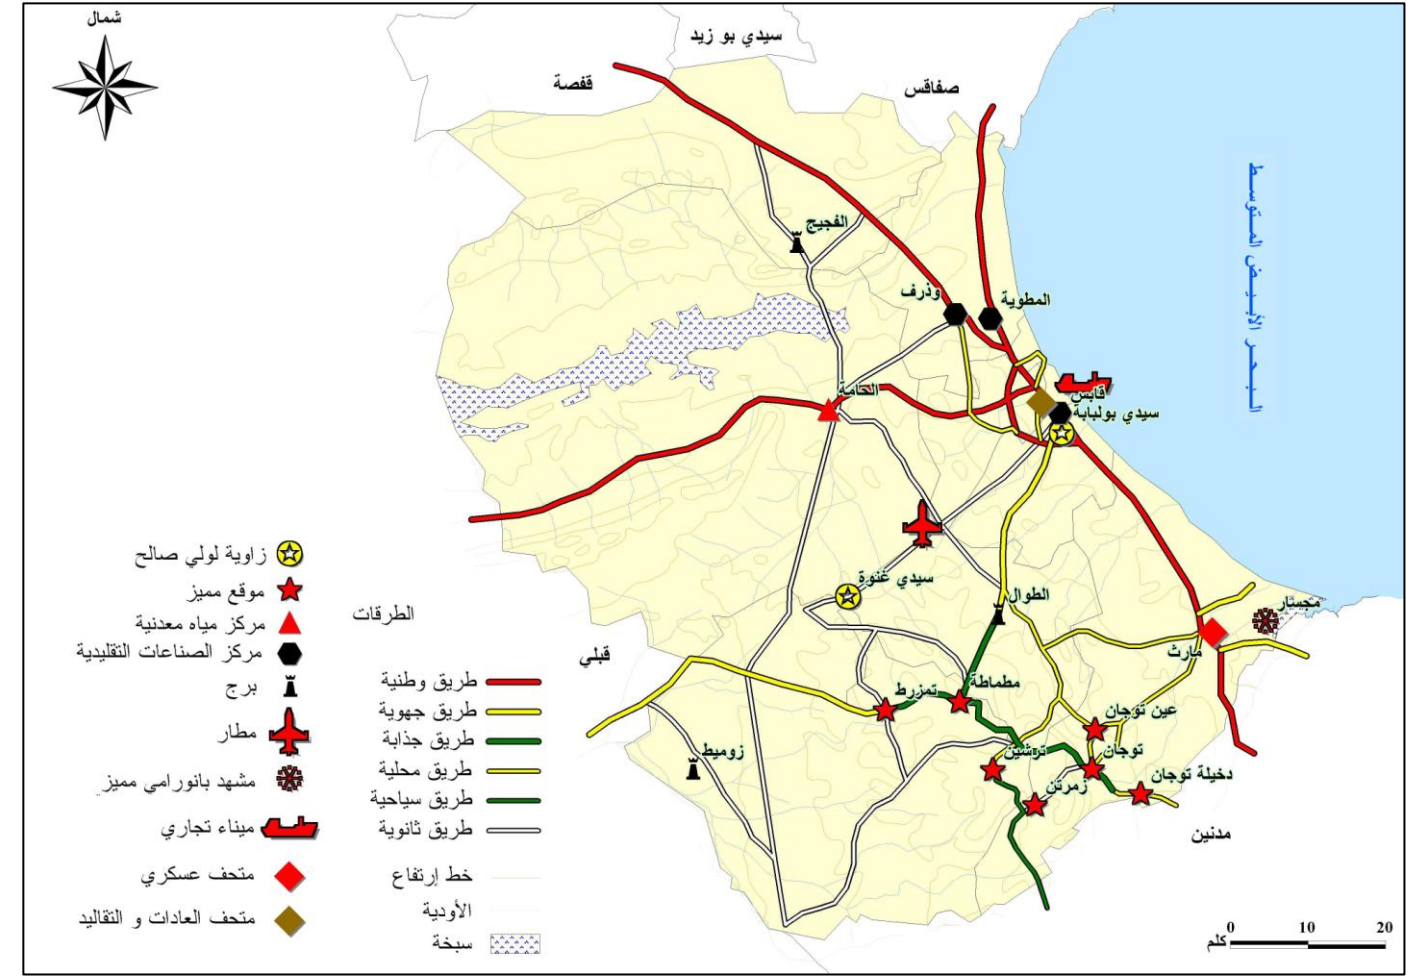 شمال
سيدي بو زيد
قفصة
صفاقس
البحر الأبيض المتوسط
الفجيج
وذرف
المطوية
الحامة
قابس
سيدي بولبابة
سيدي غنوة
الطوال
مجسار
مارث
قبلي
تمزرط
مطماطة
عين توجان
زوميط
توشين
توجان
دخيلة توجان
زمرتن
مدنين
زاوية لولي صالح
موقع مميز
مركز مياه معدنية
مركز الصناعات التقليدية
برج
مطار
مشهد بانورامي مميز
ميناء تجاري
متحف عسكري
متحف العادات و التقاليد
الطرقات
طريق وطنية
طريق جهوية
طريق جذابة
طريق محلية
طريق سياحية
طريق ثانوية
خط إرتفاع
الأودية
سبخة
0 10 20
كلم